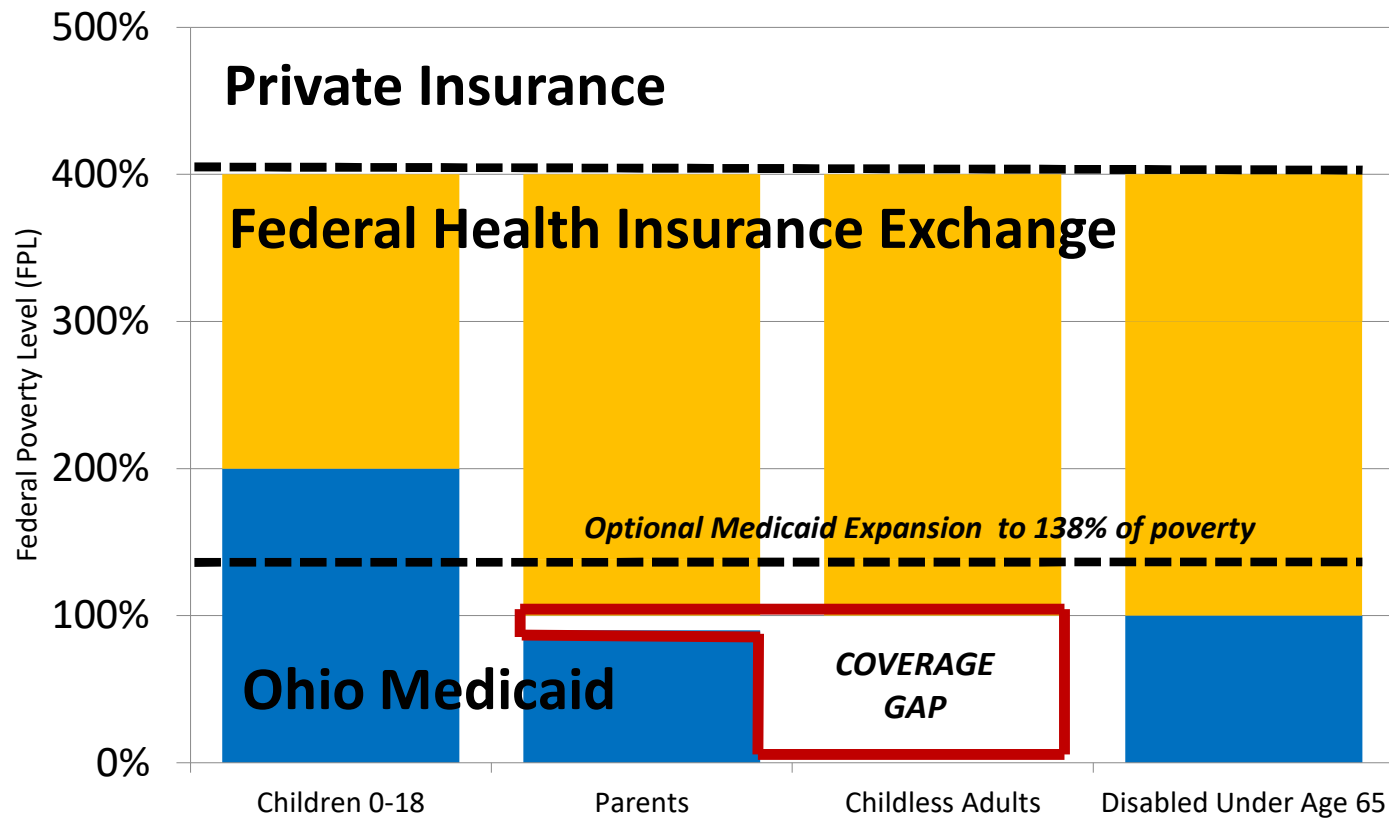 500%
Private Insurance
400%
Federal Health Insurance Exchange
Federal Poverty Level (FPL)
300%
200%
Optional Medicaid Expansion to 138% of poverty
100%
COVERAGE
GAP
Ohio Medicaid
0%
Children 0-18
Parents
Childless Adults
Disabled Under Age 65